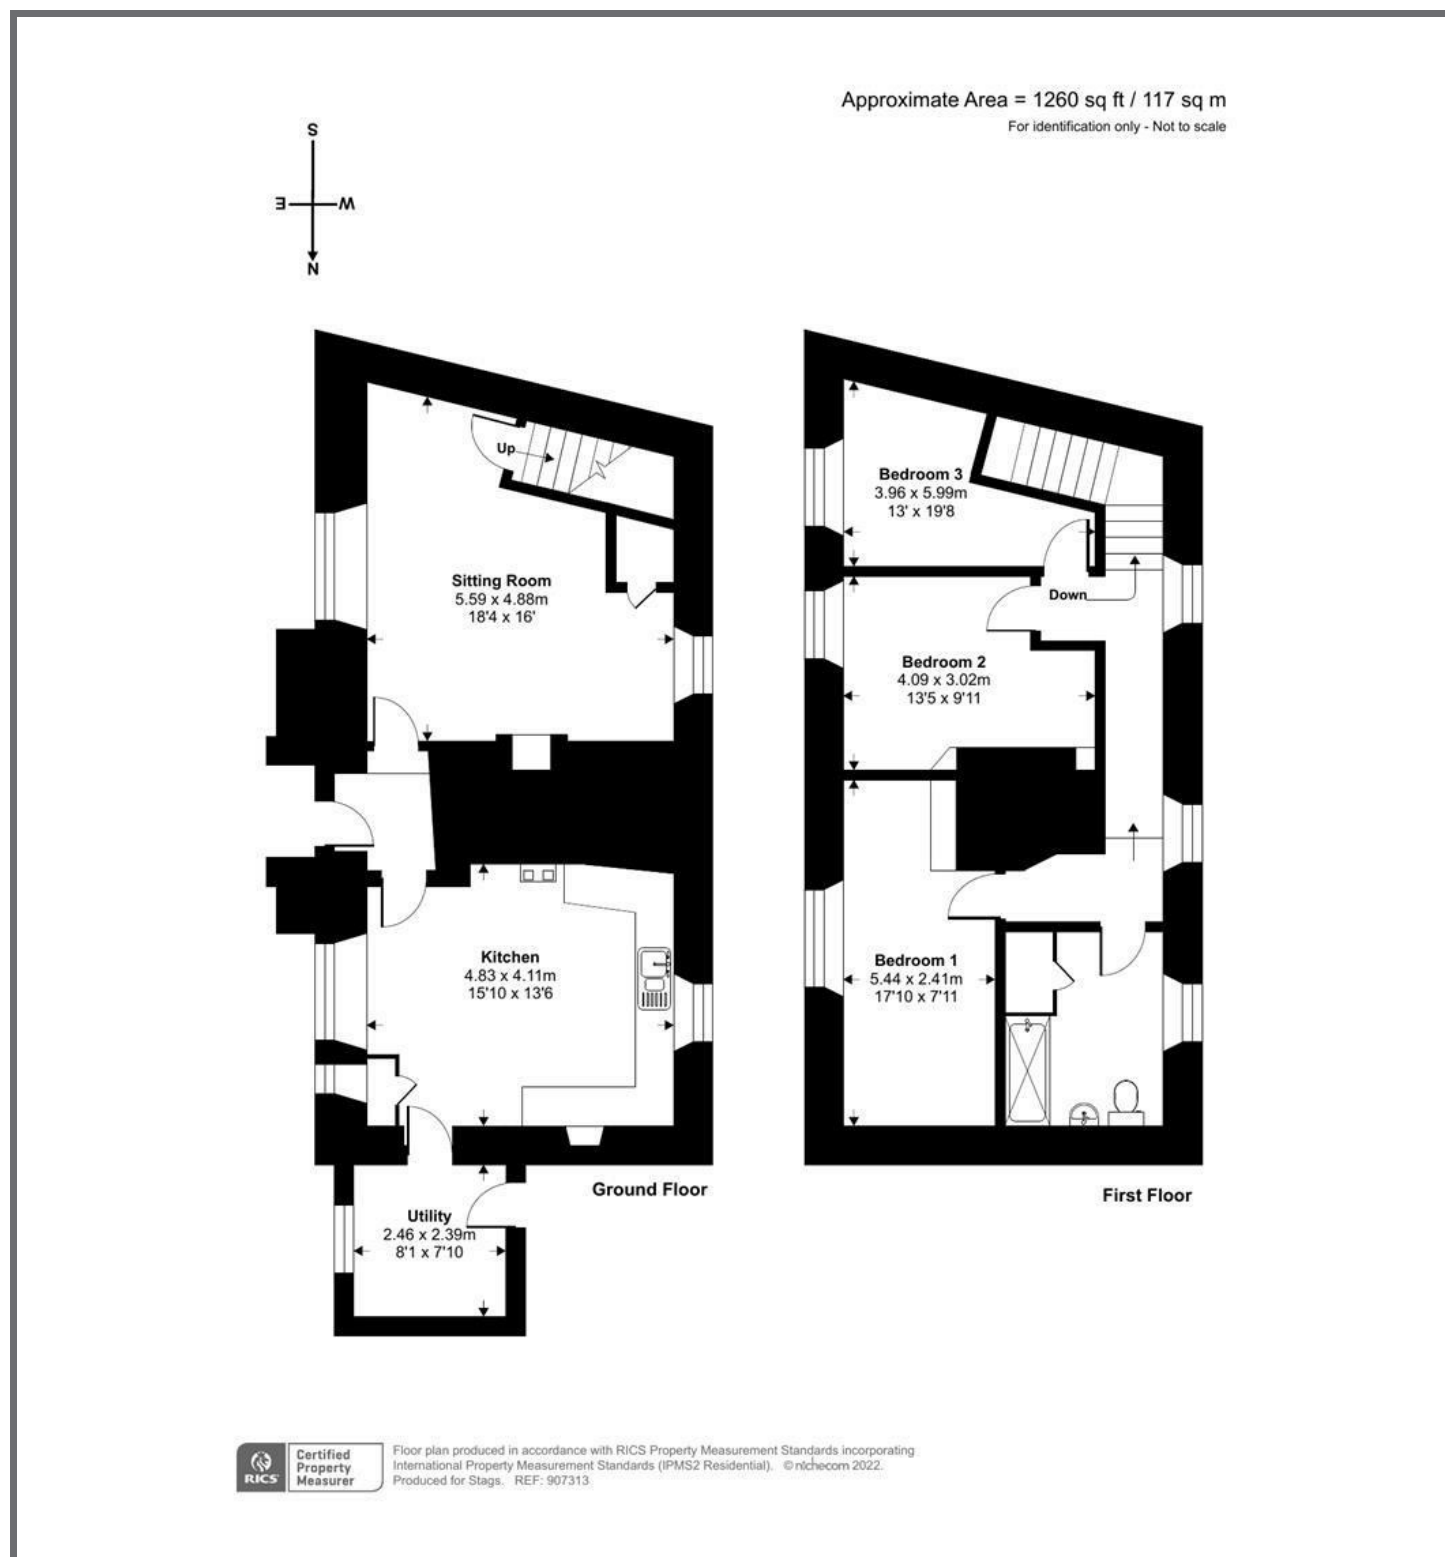 Approximate Area = 1260 sq ft / 117 sq m
For identification only - Not to scale
S
E W
N
Up
Sitting Room
5.59 x 4.88m
18'4 x 16'
Kitchen
4.83 x 4.11m
15'10 x 13'6
Utility
2.46 x 2.39m
8'1 x 7'10
Ground Floor
Bedroom 3
3.96 x 5.99m
13' x 19'8
Down
Bedroom 2
4.09 x 3.02m
13'5 x 9'11
Bedroom 1
5.44 x 2.41m
17'10 x 7'11
First Floor
RICS
Certified
Property
Measurer
Floor plan produced in accordance with RICS Property Measurement Standards incorporating
International Property Measurement Standards (IPMS2 Residential). © nichecom 2022.
Produced for Stags. REF: 907313